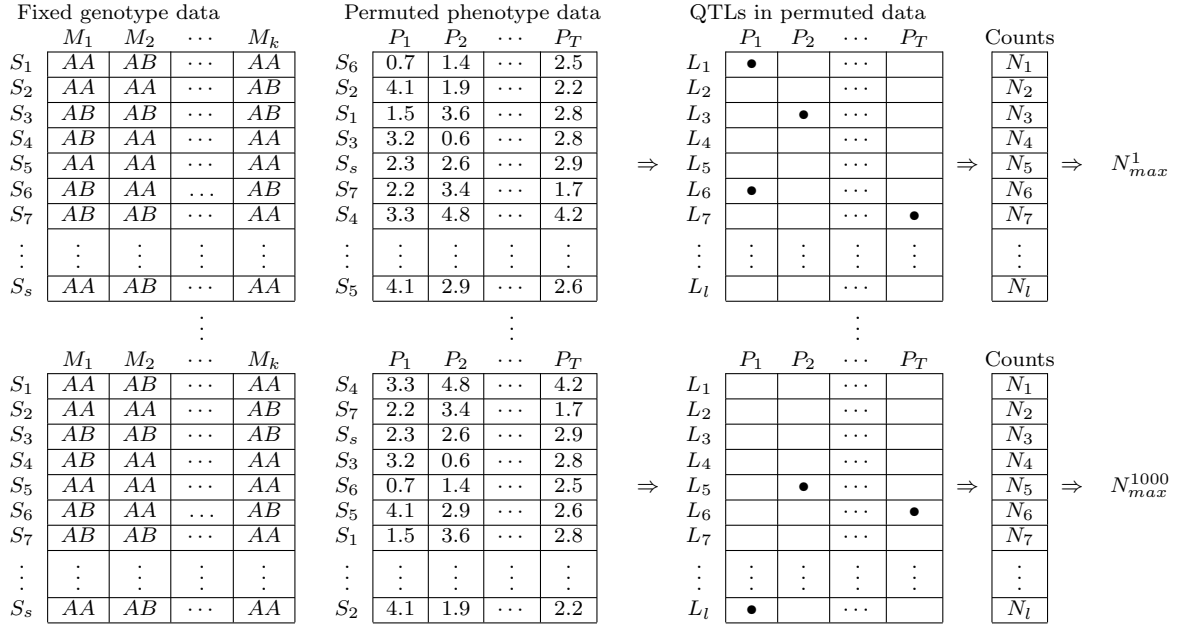 Fixed genotype data Permuted phenotype data QTLs in permuted data
M₁ M₂ ⋯ Mₖ P₁ P₂ ⋯ P_T P₁ P₂ ⋯ P_T Counts
S₁ AA AB ⋯ AA S₆ 0.7 1.4 ⋯ 2.5 L₁ • ⋯ N₁
S₂ AA AA ⋯ AB S₂ 4.1 1.9 ⋯ 2.2 L₂ ⋯ N₂
S₃ AB AB ⋯ AB S₁ 1.5 3.6 ⋯ 2.8 L₃ • ⋯ N₃
S₄ AB AA ⋯ AA S₃ 3.2 0.6 ⋯ 2.8 L₄ ⋯ N₄
S₅ AA AA ⋯ AA Sₛ 2.3 2.6 ⋯ 2.9 ⇒ L₅ ⋯ ⇒ N₅ ⇒ N¹ₘₐₓ
S₆ AB AA … AB S₇ 2.2 3.4 ⋯ 1.7 L₆ • ⋯ N₆
S₇ AB AB ⋯ AA S₄ 3.3 4.8 ⋯ 4.2 L₇ ⋯ • N₇
⋮ ⋮ ⋮ ⋮ ⋮ ⋮ ⋮ ⋮ ⋮ ⋮ ⋮ ⋮ ⋮ ⋮ ⋮ ⋮
Sₛ AA AB ⋯ AA S₅ 4.1 2.9 ⋯ 2.6 Lₗ ⋯ Nₗ
⋮ ⋮ ⋮
M₁ M₂ ⋯ Mₖ P₁ P₂ ⋯ P_T P₁ P₂ ⋯ P_T Counts
S₁ AA AB ⋯ AA S₄ 3.3 4.8 ⋯ 4.2 L₁ ⋯ N₁
S₂ AA AA ⋯ AB S₇ 2.2 3.4 ⋯ 1.7 L₂ ⋯ N₂
S₃ AB AB ⋯ AB Sₛ 2.3 2.6 ⋯ 2.9 L₃ ⋯ N₃
S₄ AB AA ⋯ AA S₃ 3.2 0.6 ⋯ 2.8 L₄ ⋯ N₄
S₅ AA AA ⋯ AA S₆ 0.7 1.4 ⋯ 2.5 ⇒ L₅ • ⋯ ⇒ N₅ ⇒ N¹⁰⁰⁰ₘₐₓ
S₆ AB AA … AB S₅ 4.1 2.9 ⋯ 2.6 L₆ ⋯ • N₆
S₇ AB AB ⋯ AA S₁ 1.5 3.6 ⋯ 2.8 L₇ ⋯ N₇
⋮ ⋮ ⋮ ⋮ ⋮ ⋮ ⋮ ⋮ ⋮ ⋮ ⋮ ⋮ ⋮ ⋮ ⋮ ⋮
Sₛ AA AB ⋯ AA S₂ 4.1 1.9 ⋯ 2.2 Lₗ • ⋯ Nₗ